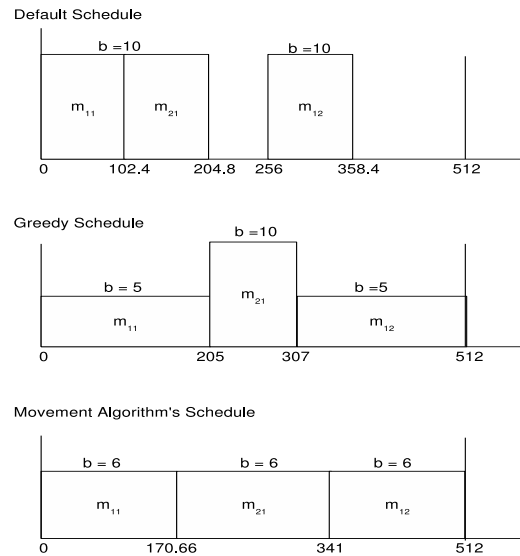 Default Schedule
b =10 b =10
m11 m21 m12
0 102.4 204.8 256 358.4 512
Greedy Schedule
b =10
b = 5 b =5
m21
m11 m12
0 205 307 512
Movement Algorithm's Schedule
b = 6 b = 6 b = 6
m11 m21 m12
0 170.66 341 512